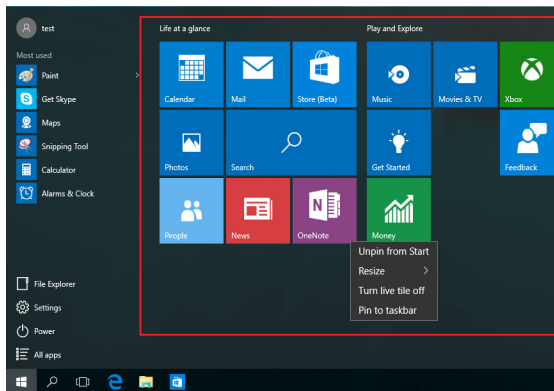 test
Most used
Paint
Get Skype
Maps
Snipping Tool
Calculator
Alarms & Clock
File Explorer
Settings
Power
All apps
Life at a glance
Calendar
Mail
Store (Beta)
Photos
Search
People
News
N
OneNote
Play and Explore
Music
Movies & TV
Xbox
Get Started
Feedback
Money
Unpin from Start
Resize
Turn live tile off
Pin to taskbar